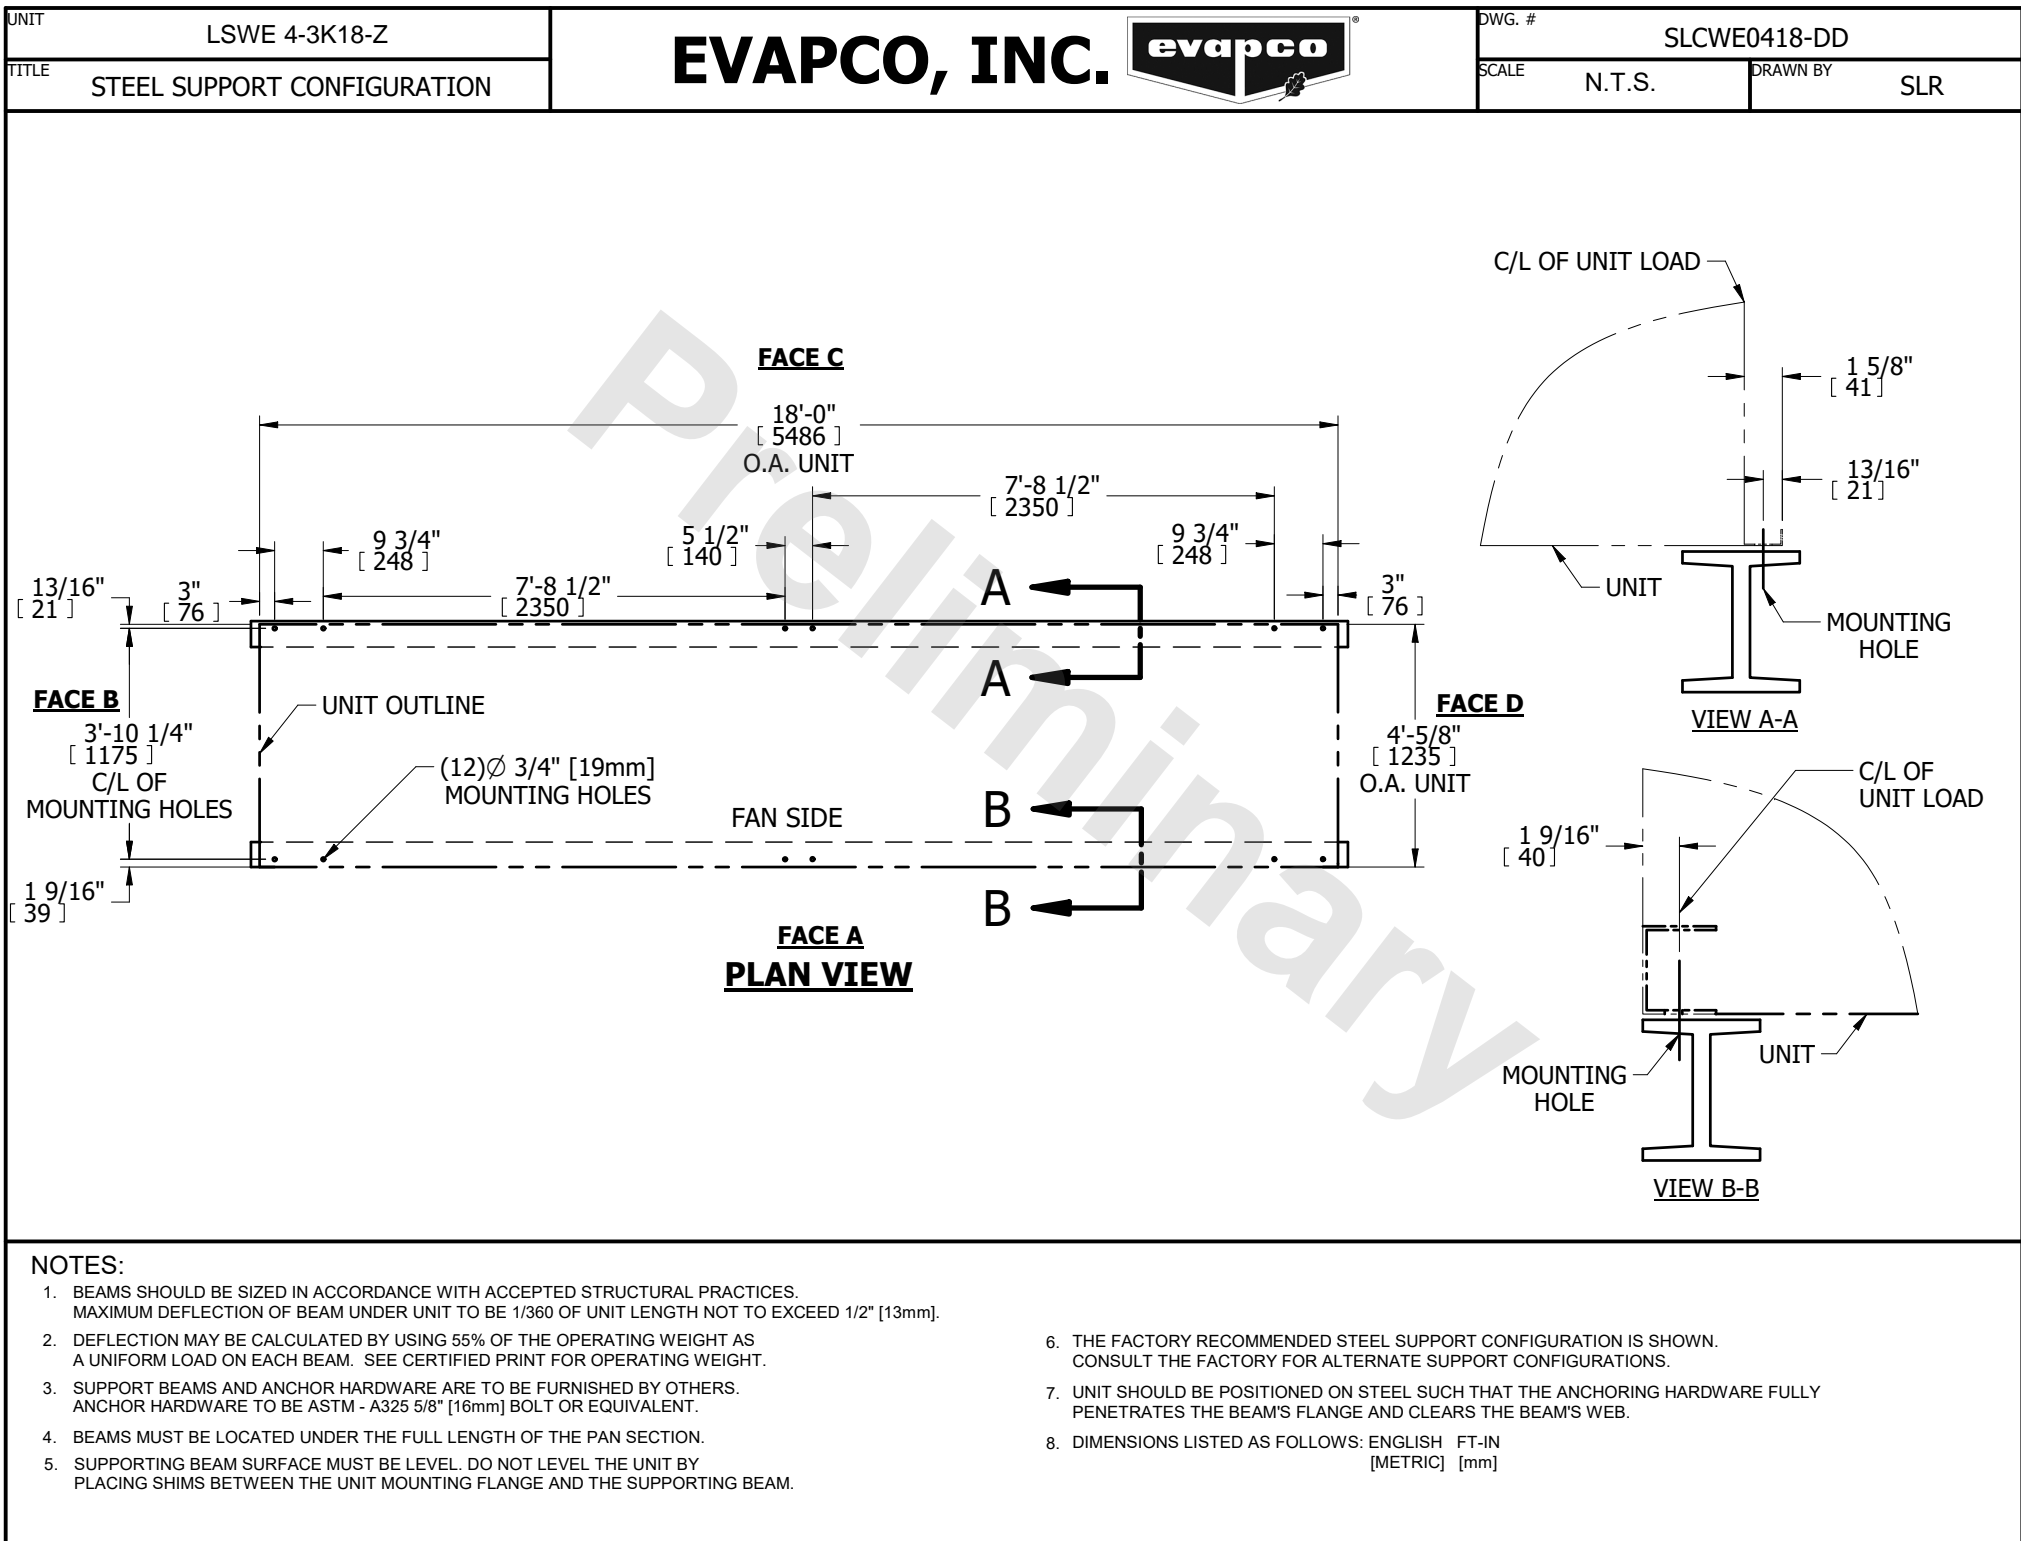 UNIT
LSWE 4-3K18-Z
TITLE
STEEL SUPPORT CONFIGURATION
EVAPCO, INC.
evapco
®
DWG. #
SLCWE0418-DD
SCALE
N.T.S.
DRAWN BY
SLR
Preliminary
FACE C
18'-0"
[ 5486 ]
O.A. UNIT
7'-8 1/2"
[ 2350 ]
9 3/4"
[ 248 ]
5 1/2"
[ 140 ]
9 3/4"
[ 248 ]
13/16"
[ 21 ]
3"
[ 76 ]
7'-8 1/2"
[ 2350 ]
A
3"
[ 76 ]
A
FACE B
UNIT OUTLINE
3'-10 1/4"
[ 1175 ]
C/L OF
MOUNTING HOLES
(12)∅ 3/4" [19mm]
MOUNTING HOLES
FAN SIDE
B
FACE D
4'-5/8"
[ 1235 ]
O.A. UNIT
1 9/16"
[ 39 ]
B
FACE A
PLAN VIEW
C/L OF UNIT LOAD
1 5/8"
[ 41 ]
13/16"
[ 21 ]
UNIT
MOUNTING
HOLE
VIEW A-A
C/L OF
UNIT LOAD
1 9/16"
[ 40 ]
UNIT
MOUNTING
HOLE
VIEW B-B
NOTES:
1. BEAMS SHOULD BE SIZED IN ACCORDANCE WITH ACCEPTED STRUCTURAL PRACTICES.
MAXIMUM DEFLECTION OF BEAM UNDER UNIT TO BE 1/360 OF UNIT LENGTH NOT TO EXCEED 1/2" [13mm].
2. DEFLECTION MAY BE CALCULATED BY USING 55% OF THE OPERATING WEIGHT AS
A UNIFORM LOAD ON EACH BEAM. SEE CERTIFIED PRINT FOR OPERATING WEIGHT.
3. SUPPORT BEAMS AND ANCHOR HARDWARE ARE TO BE FURNISHED BY OTHERS.
ANCHOR HARDWARE TO BE ASTM - A325 5/8" [16mm] BOLT OR EQUIVALENT.
4. BEAMS MUST BE LOCATED UNDER THE FULL LENGTH OF THE PAN SECTION.
5. SUPPORTING BEAM SURFACE MUST BE LEVEL. DO NOT LEVEL THE UNIT BY
PLACING SHIMS BETWEEN THE UNIT MOUNTING FLANGE AND THE SUPPORTING BEAM.
6. THE FACTORY RECOMMENDED STEEL SUPPORT CONFIGURATION IS SHOWN.
CONSULT THE FACTORY FOR ALTERNATE SUPPORT CONFIGURATIONS.
7. UNIT SHOULD BE POSITIONED ON STEEL SUCH THAT THE ANCHORING HARDWARE FULLY
PENETRATES THE BEAM'S FLANGE AND CLEARS THE BEAM'S WEB.
8. DIMENSIONS LISTED AS FOLLOWS: ENGLISH FT-IN
[METRIC] [mm]